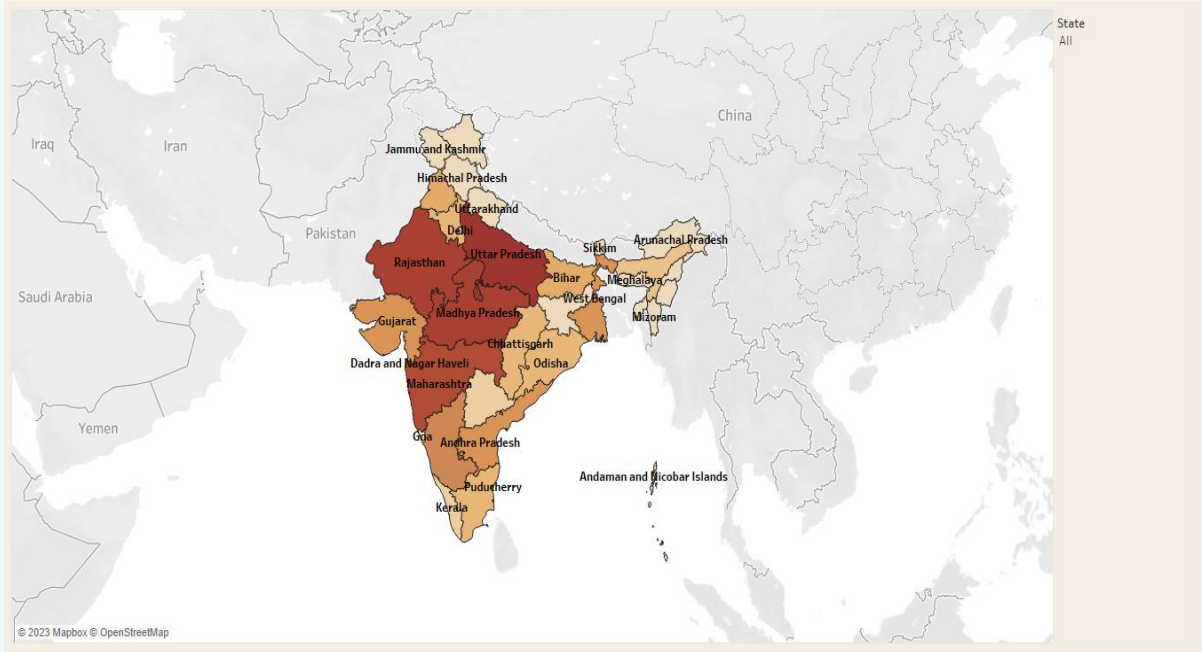 State
All
China
Iraq
Iran
Jammu and Kashmir
Himachal Pradesh
Uttarakhand
Delhi
Pakistan
Sikkim
Arunachal Pradesh
Uttar Pradesh
Rajasthan
Bihar
Meghalaya
Saudi Arabia
West Bengal
Madhya Pradesh
Mizoram
Gujarat
Chhattisgarh
Dadra and Nagar Haveli
Odisha
Maharashtra
Yemen
Goa
Andhra Pradesh
Andaman and Nicobar Islands
Puducherry
Kerala
© 2023 Mapbox © OpenStreetMap